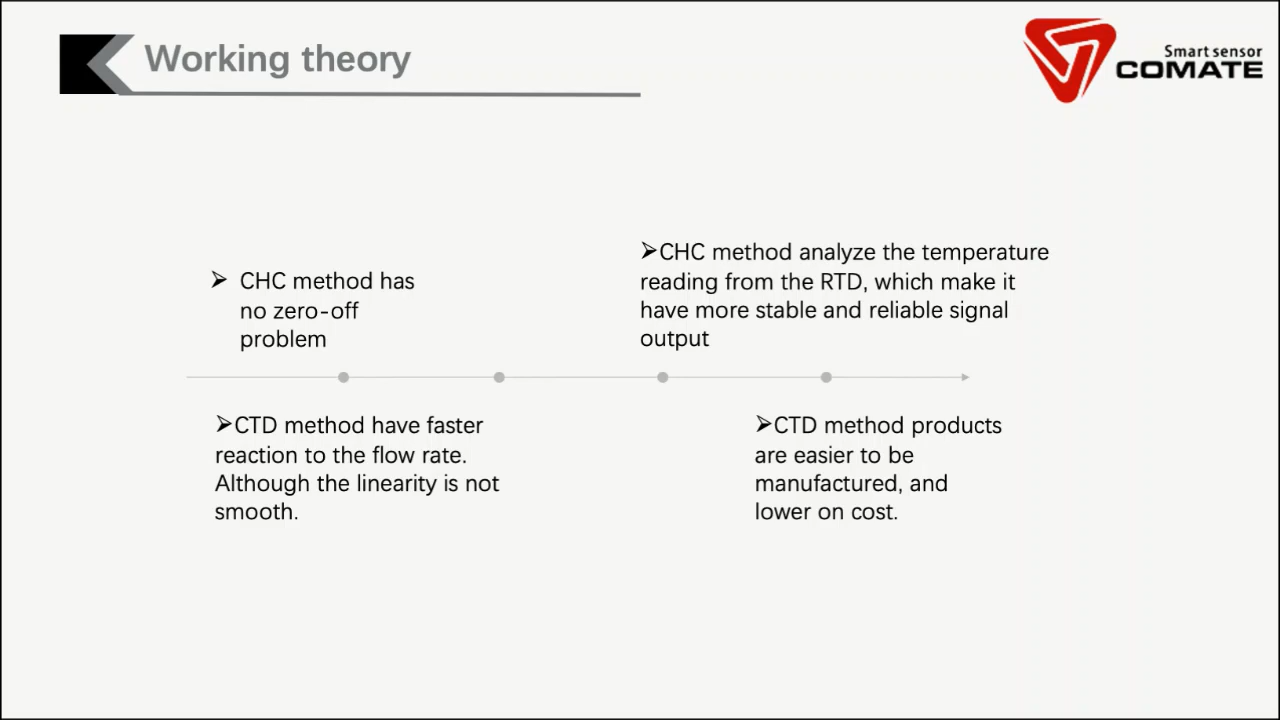 Working theory
Smart sensor
COMATE
➢ CHC method has
no zero-off
problem
➢CHC method analyze the temperature
reading from the RTD, which make it
have more stable and reliable signal
output
➢CTD method have faster
reaction to the flow rate.
Although the linearity is not
smooth.
➢CTD method products
are easier to be
manufactured, and
lower on cost.